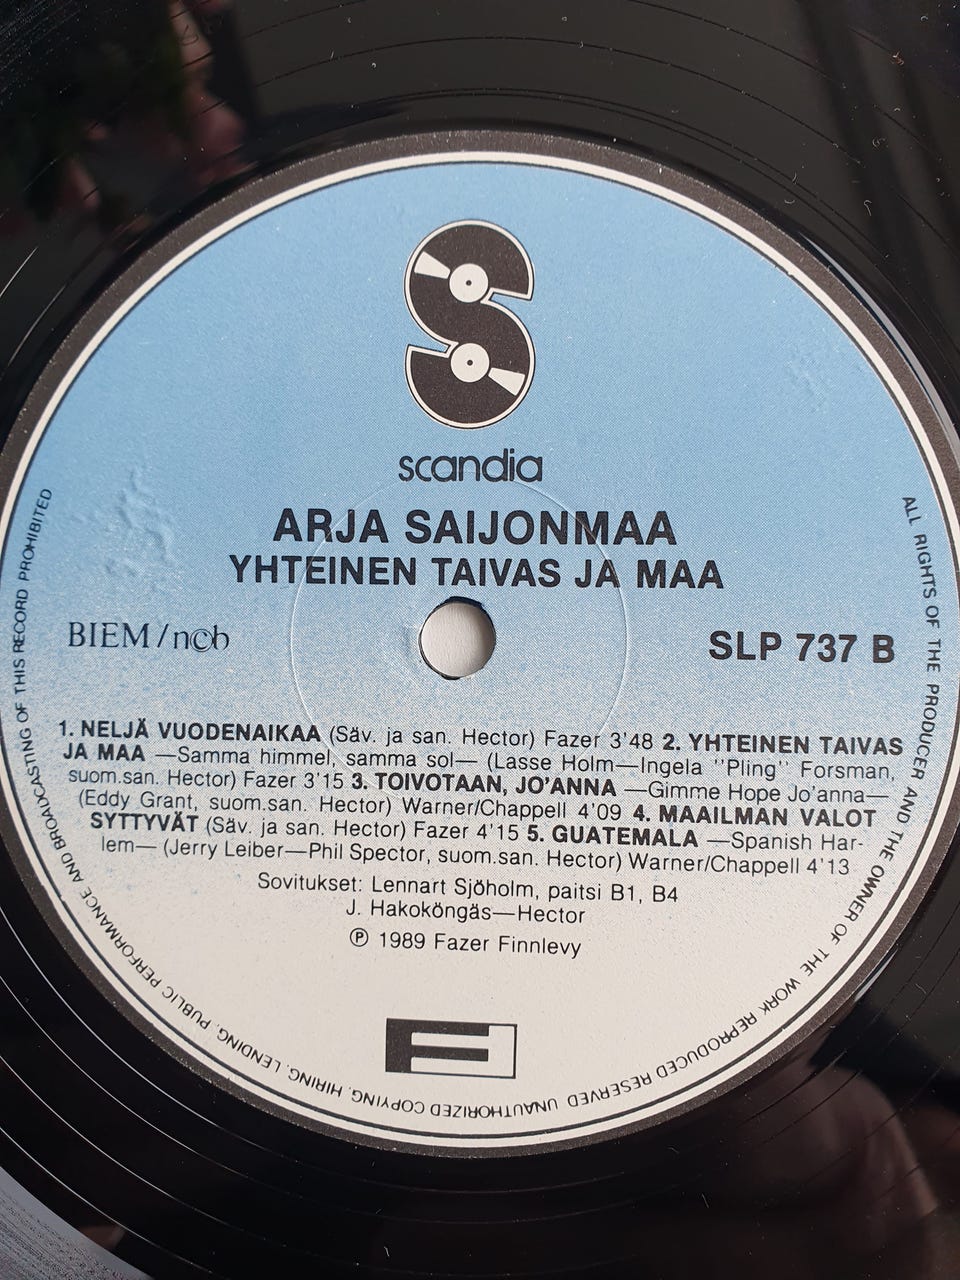 scandia
ARJA SAIJONMAA
YHTEINEN TAIVAS JA MAA
BIEM/ncb
SLP 737 B
1. NELJÄ VUODENAIKAA (Säv. ja san. Hector) Fazer 3'48 2. YHTEINEN TAIVAS
JA MAA —Samma himmel, samma sol— (Lasse Holm—Ingela "Pling" Forsman,
suom.san. Hector) Fazer 3'15 3. TOIVOTAAN, JO'ANNA —Gimme Hope Jo'anna—
(Eddy Grant, suom.san. Hector) Warner/Chappell 4'09 4. MAAILMAN VALOT
SYTTYVÄT (Säv. ja san. Hector) Fazer 4'15 5. GUATEMALA —Spanish Har-
lem— (Jerry Leiber—Phil Spector, suom.san. Hector) Warner/Chappell 4'13
Sovitukset: Lennart Sjöholm, paitsi B1, B4
J. Hakoköngäs—Hector
Ⓟ 1989 Fazer Finnlevy
ALL RIGHTS OF THE PRODUCER AND THE OWNER OF THE WORK REPRODUCED RESERVED UNAUTHORIZED COPYING, HIRING, LENDING, PUBLIC PERFORMANCE AND BROADCASTING OF THIS RECORD PROHIBITED